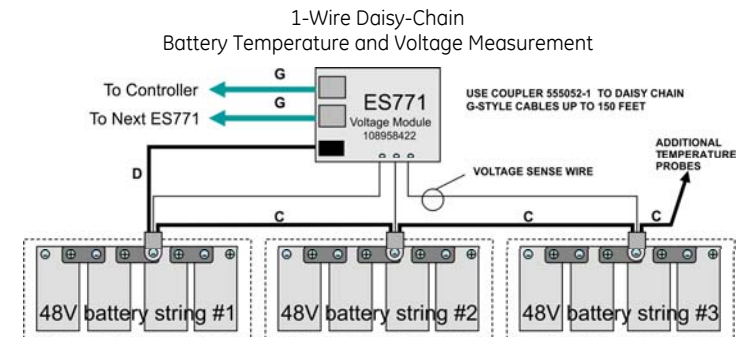 1-Wire Daisy-Chain
Battery Temperature and Voltage Measurement
To Controller
G
To Next ES771
G
ES771
Voltage Module
108958422
USE COUPLER 555052-1 TO DAISY CHAIN
G-STYLE CABLES UP TO 150 FEET
ADDITIONAL
TEMPERATURE
PROBES
VOLTAGE SENSE WIRE
D
C
C
C
48V battery string #1
48V battery string #2
48V battery string #3